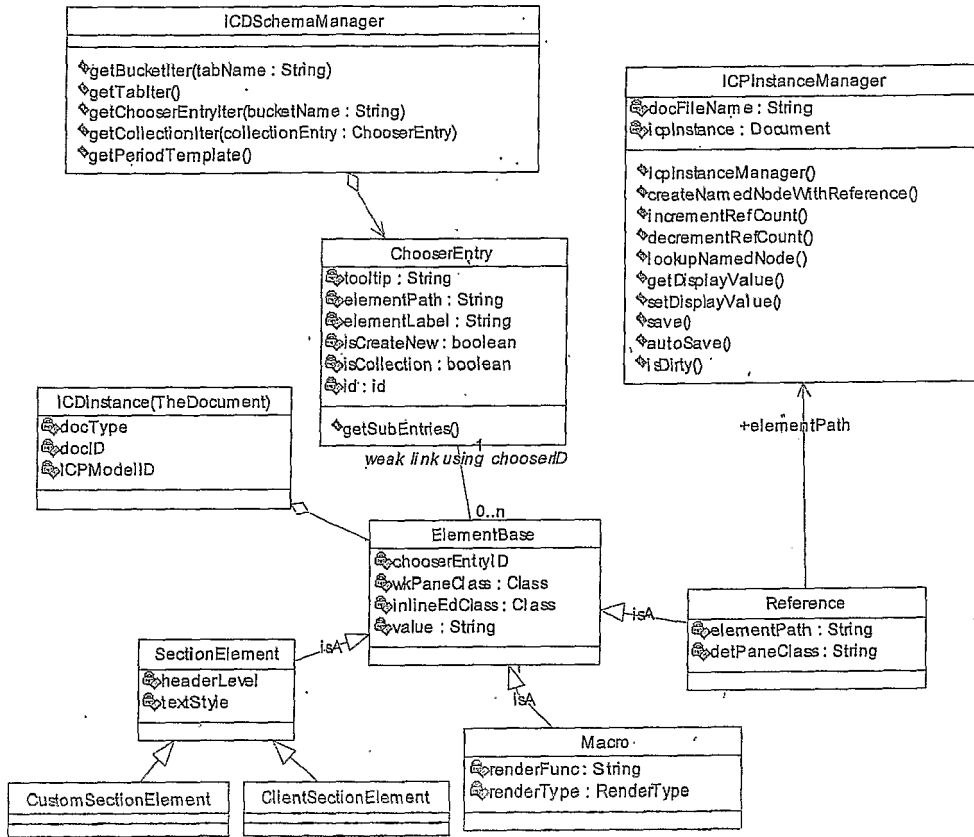 ICDSchemaManager
getBucketIter(tabName : String)
getTabIter()
getChooserEntryIter(bucketName : String)
getCollectionIter(collectionEntry : ChooserEntry)
getPeriodTemplate()
ICPInstanceManager
docFileName : String
icpInstance : Document
IcpInstanceManager()
createNamedNodeWithReference()
incrementRefCount()
decrementRefCount()
lookupNamedNode()
getDisplayValue()
setDisplayValue()
save()
autoSave()
isDirty()
ChooserEntry
tooltip : String
elementPath : String
elementLabel : String
isCreateNew : boolean
isCollection : boolean
id : id
getSubEntries()
1
weak link using chooserID
0..n
ICDInstance(TheDocument)
docType
docID
ICPModelID
+elementPath
ElementBase
chooserEntryID
wkPaneClass : Class
inlineEdClass : Class
value : String
isA
Reference
elementPath : String
detPaneClass : String
isA
SectionElement
headerLevel
textStyle
isA
Macro
renderFunc : String
renderType : RenderType
CustomSectionElement
ClientSectionElement